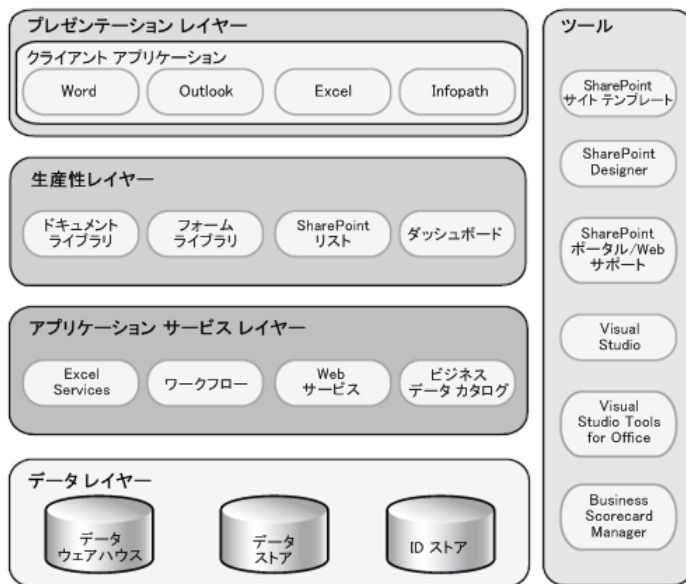 プレゼンテーション レイヤー
クライアント アプリケーション
Word
Outlook
Excel
Infopath
生産性レイヤー
ドキュメント
ライブラリ
フォーム
ライブラリ
SharePoint
リスト
ダッシュボード
アプリケーション サービス レイヤー
Excel
Services
ワークフロー
Web
サービス
ビジネス
データ カタログ
データ レイヤー
データ
ウェアハウス
データ
ストア
ID ストア
ツール
SharePoint
サイト テンプレート
SharePoint
Designer
SharePoint
ポータル/Web
サポート
Visual
Studio
Visual
Studio Tools
for Office
Business
Scorecard
Manager